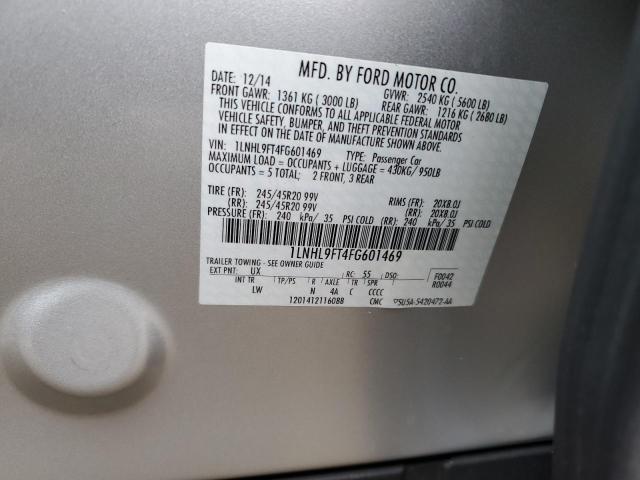 MFD. BY FORD MOTOR CO.
DATE: 12/14 GVWR: 2540 KG ( 5600 LB)
FRONT GAWR: 1361 KG ( 3000 LB) REAR GAWR: 1216 KG ( 2680 LB)
THIS VEHICLE CONFORMS TO ALL APPLICABLE FEDERAL MOTOR
VEHICLE SAFETY, BUMPER, AND THEFT PREVENTION STANDARDS
IN EFFECT ON THE DATE OF MANUFACTURE SHOWN ABOVE.
VIN: 1LNHL9FT4FG601469 TYPE: Passenger Car
MAXIMUM LOAD = OCCUPANTS + LUGGAGE = 430KG/ 950LB
OCCUPANTS = 5 TOTAL: 2 FRONT, 3 REAR
TIRE (FR): 245/45R20 99V RIMS (FR): 20X8.0J
(RR): 245/45R20 99V (RR): 20X8.0J
PRESSURE (FR): 240 kPa/ 35 PSI COLD (RR): 240 kPa/ 35 PSI COLD
1LNHL9FT4FG601469
TRAILER TOWING - SEE OWNER GUIDE
EXT PNT: UX RC: 55 DSO: F0042
INT TR TP/PS R AXLE TR SPR R0044
LW N 4A C CCCC
1201412116088 CMC 5U5A-5420472-AA